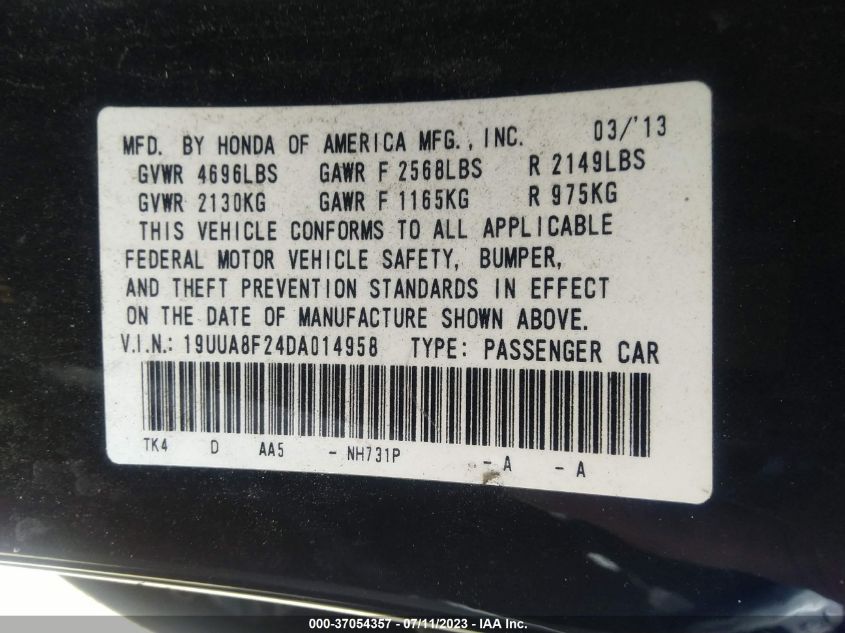 MFD. BY HONDA OF AMERICA MFG., INC. 03/'13
GVWR 4696LBS GAWR F 2568LBS R 2149LBS
GVWR 2130KG GAWR F 1165KG R 975KG
THIS VEHICLE CONFORMS TO ALL APPLICABLE
FEDERAL MOTOR VEHICLE SAFETY, BUMPER,
AND THEFT PREVENTION STANDARDS IN EFFECT
ON THE DATE OF MANUFACTURE SHOWN ABOVE.
V.I.N.: 19UUA8F24DA014958 TYPE: PASSENGER CAR
TK4 D AA5 - NH731P - A - A
000-37054357 - 07/11/2023 - IAA Inc.